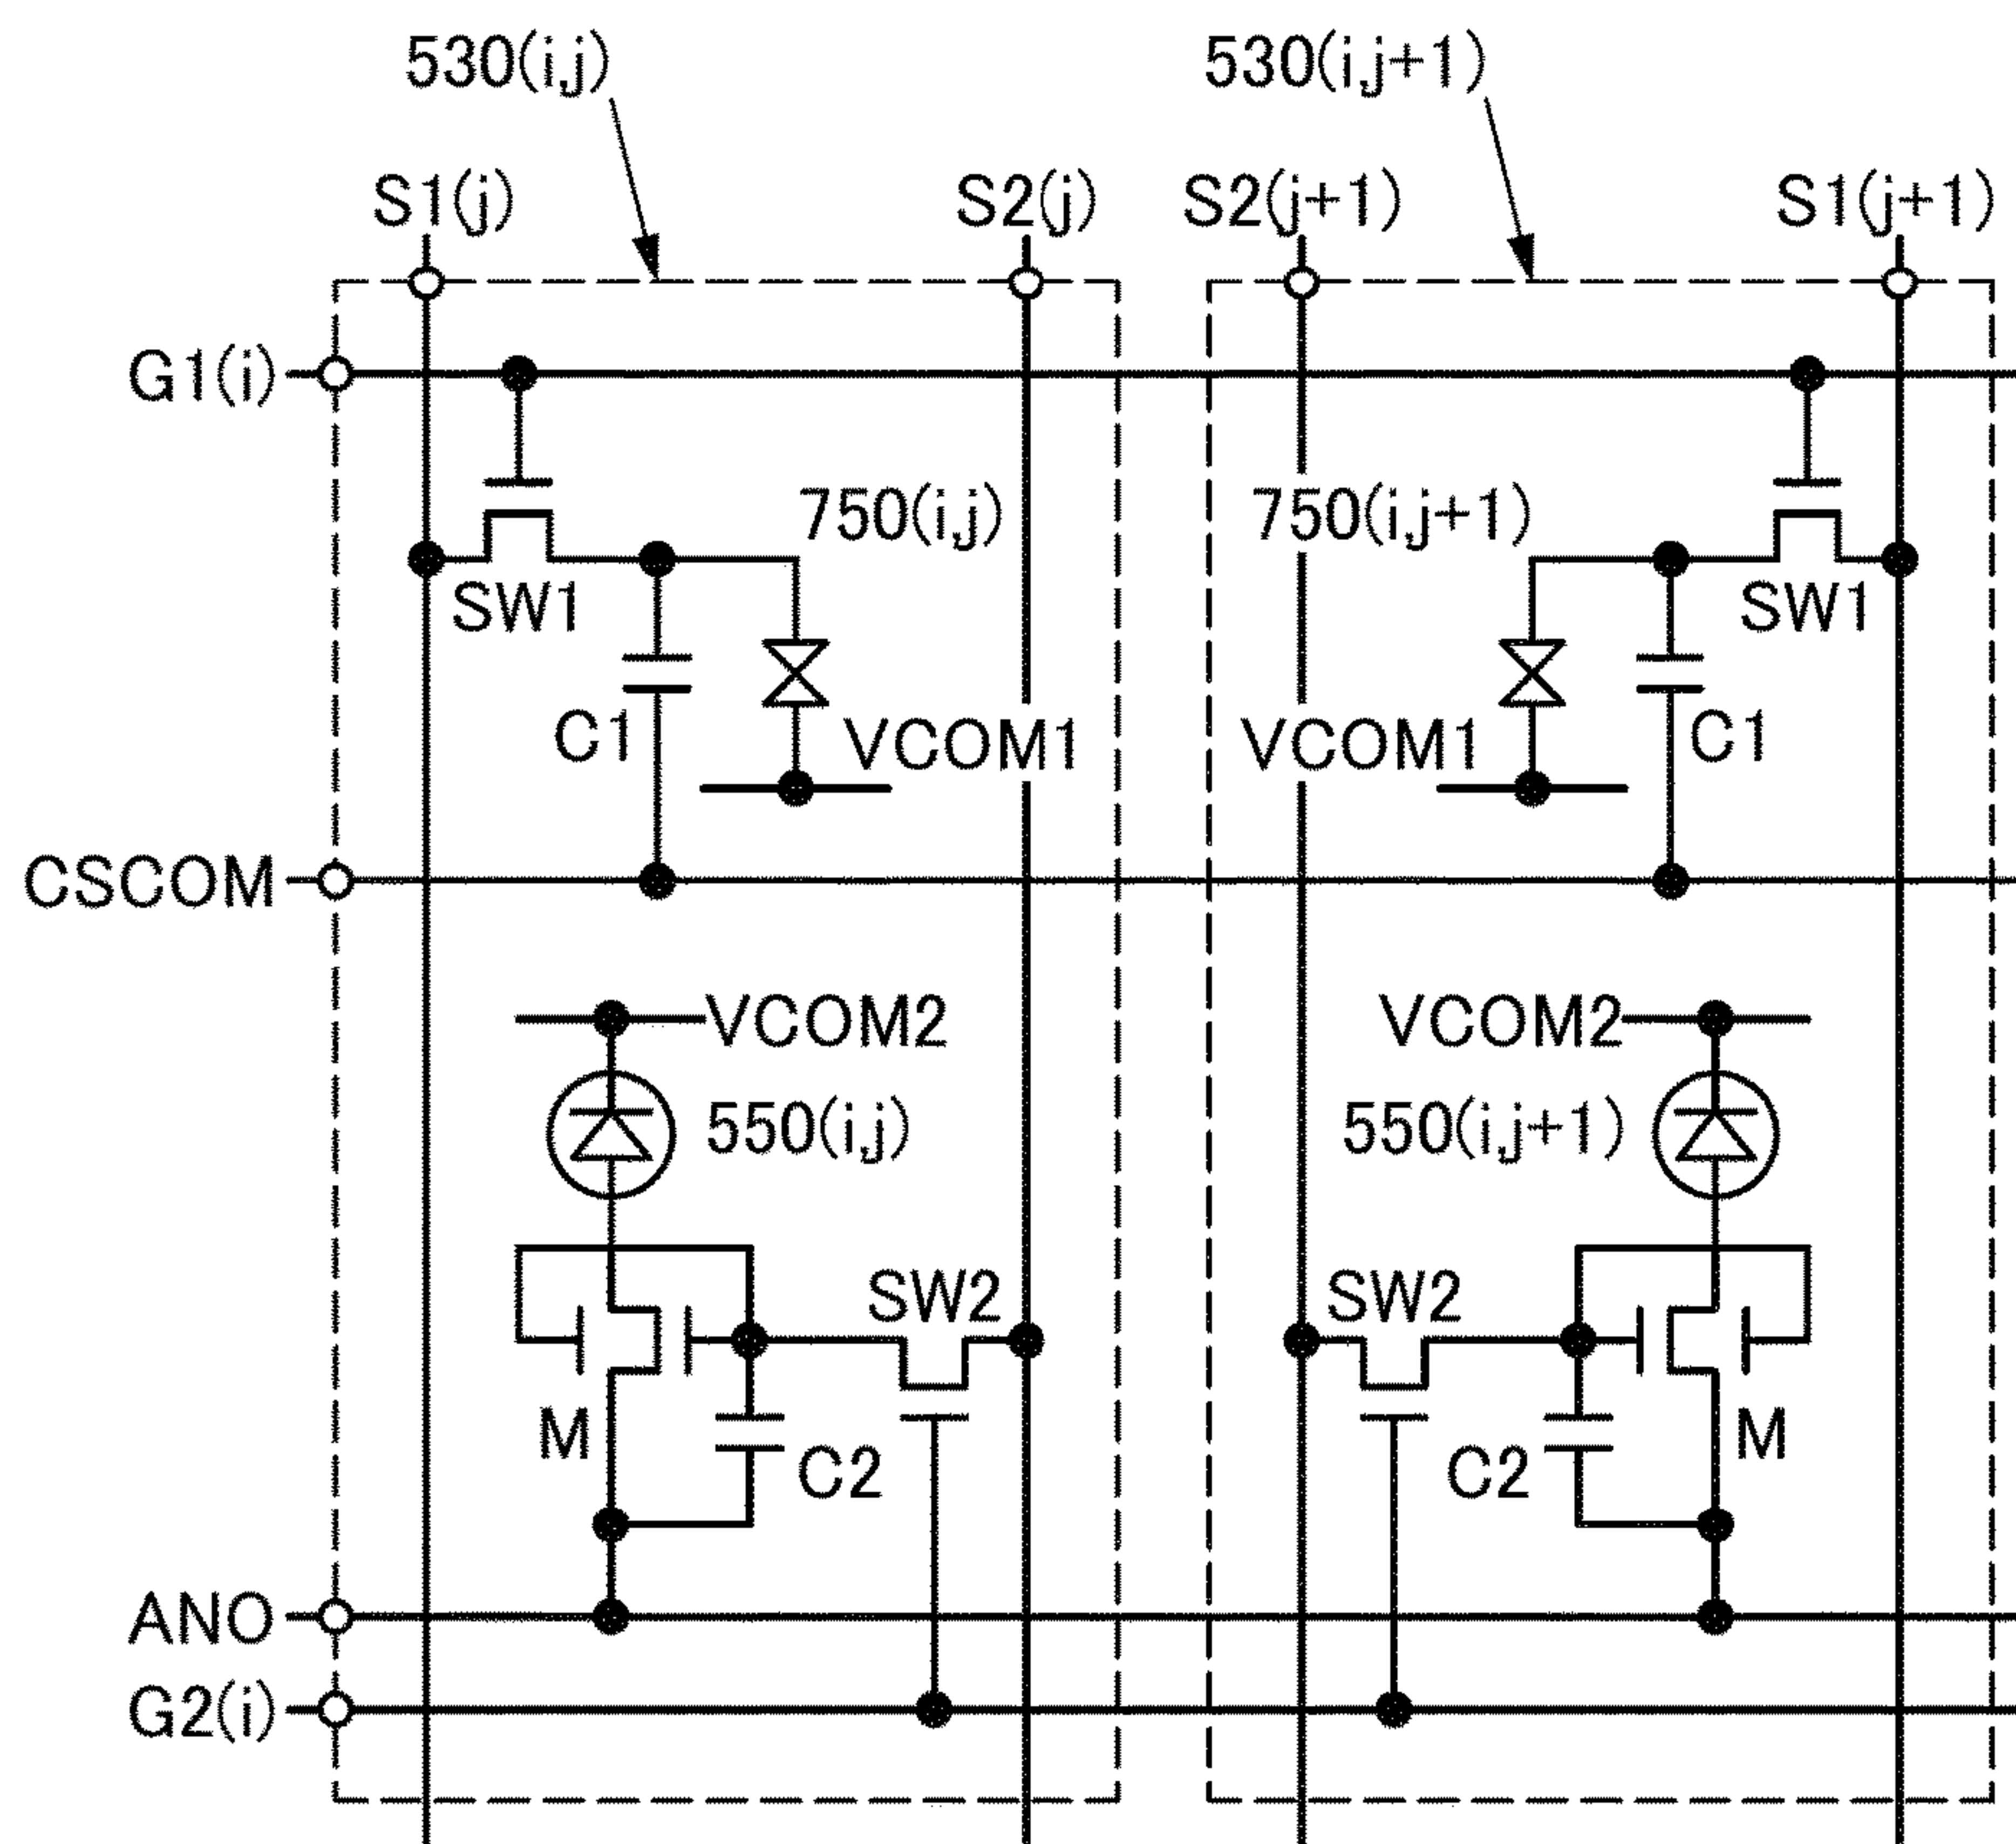 530(i,j) 530(i,j+1)
S1(j) S2(j) S2(j+1) S1(j+1)
G1(i)
750(i,j) 750(i,j+1)
SW1 SW1
C1 VCOM1 VCOM1 C1
CSCOM
VCOM2 VCOM2
550(i,j) 550(i,j+1)
SW2 SW2
M C2 C2 M
ANO
G2(i)